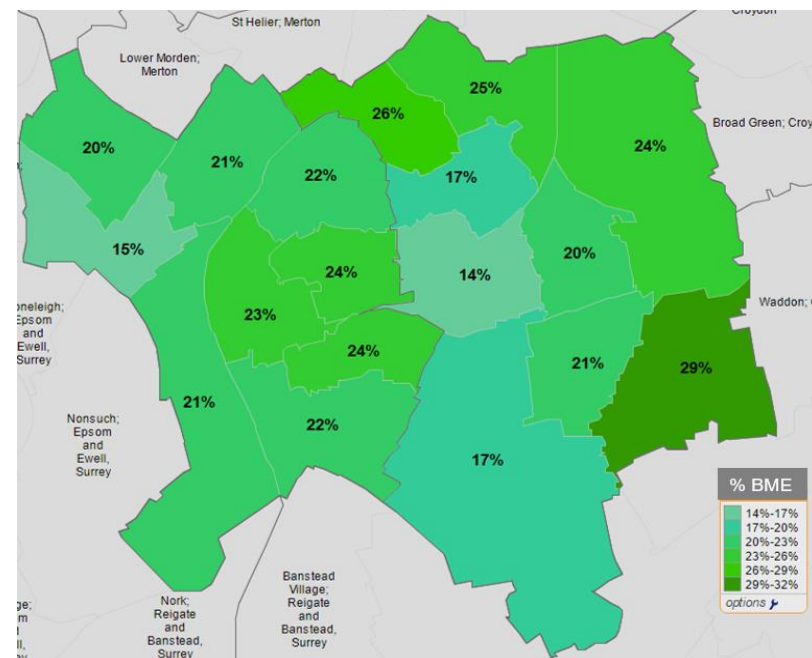 St Helier; Merton
Croydon
Lower Morden;
Merton
25%
26%
Broad Green; Croy
20%
21%
22%
17%
24%
15%
24%
14%
20%
23%
oneleigh;
Epsom
and
Ewell,
Surrey
Waddon;
24%
21%
29%
21%
22%
Nonsuch;
Epsom
and
Ewell,
Surrey
17%
% BME
14%-17%
17%-20%
20%-23%
23%-26%
26%-29%
29%-32%
options
Banstead
Village;
Reigate
and
Banstead,
Surrey
Nork;
Reigate
and
Banstead,
Surrey
ge;